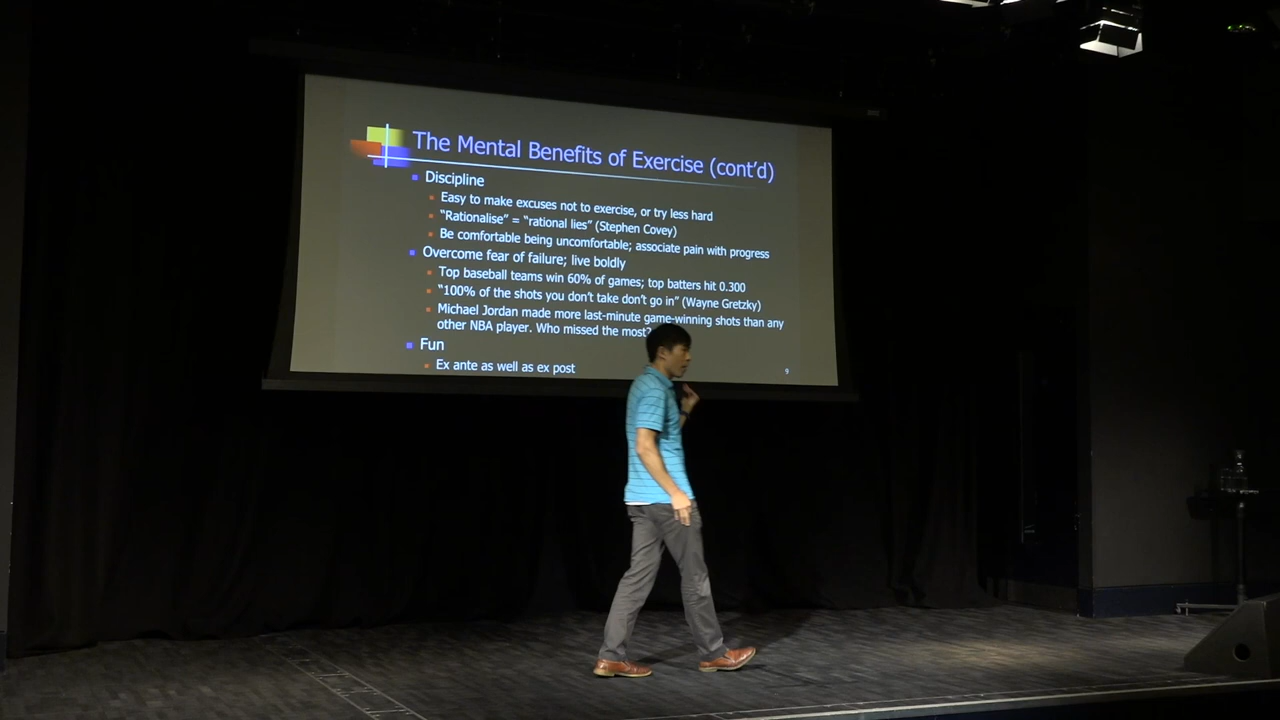 The Mental Benefits of Exercise (cont'd)
Discipline
Easy to make excuses not to exercise, or try less hard
"Rationalise" = "rational lies" (Stephen Covey)
Be comfortable being uncomfortable; associate pain with progress
Overcome fear of failure; live boldly
Top baseball teams win 60% of games; top batters hit 0.300
"100% of the shots you don't take don't go in" (Wayne Gretzky)
Michael Jordan made more last-minute game-winning shots than any
other NBA player. Who missed the most?
Fun
Ex ante as well as ex post
9